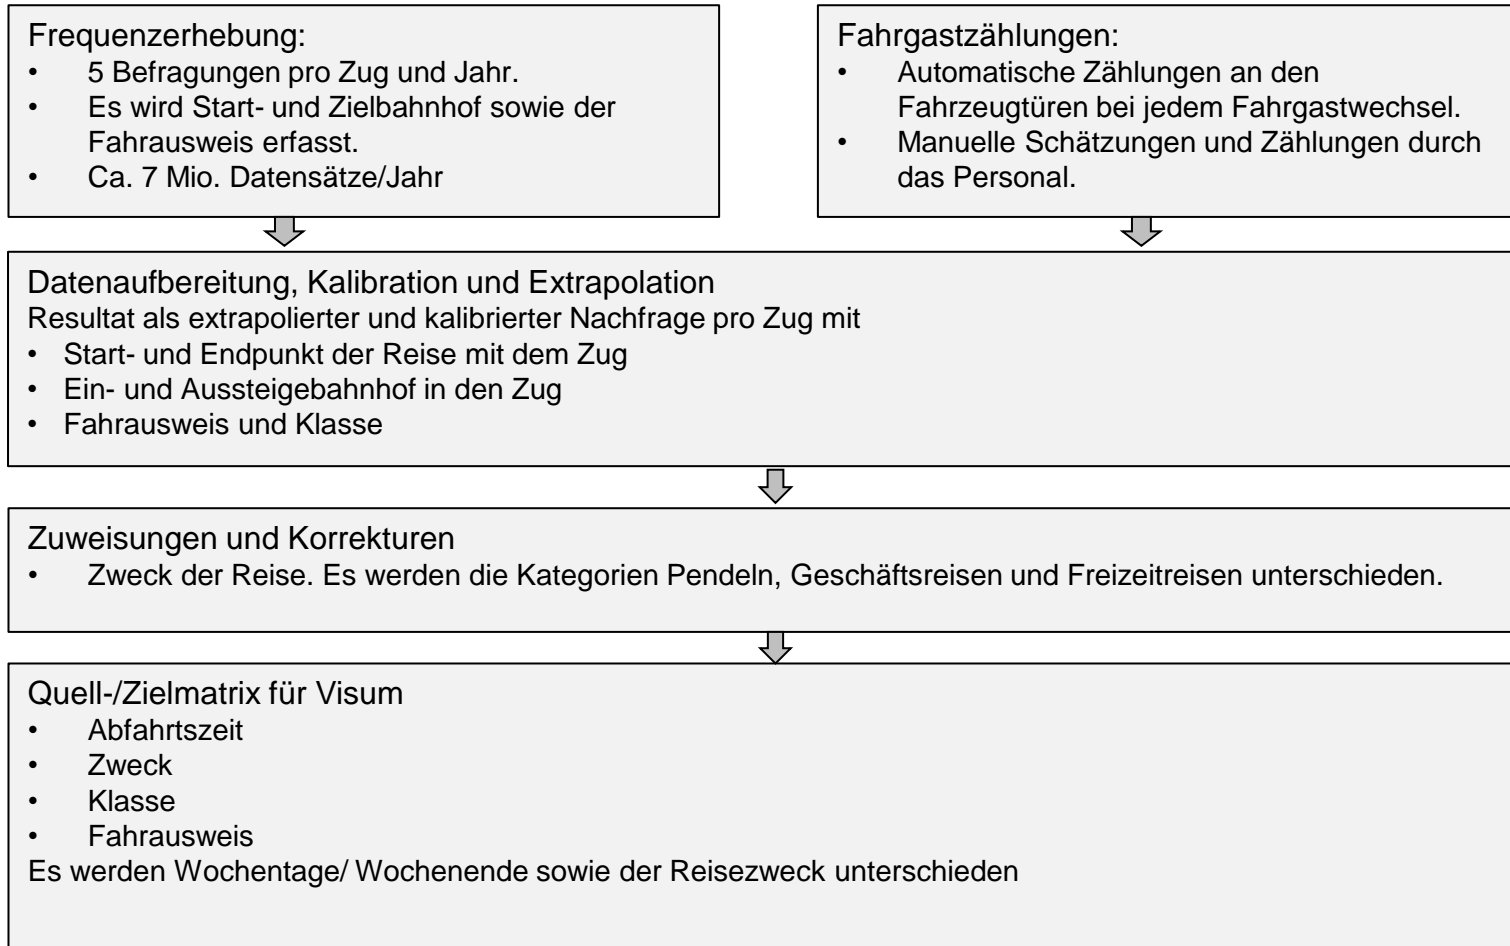 Frequenzerhebung:
• 5 Befragungen pro Zug und Jahr.
• Es wird Start- und Zielbahnhof sowie der
Fahrausweis erfasst.
• Ca. 7 Mio. Datensätze/Jahr
Fahrgastzählungen:
• Automatische Zählungen an den
Fahrzeugtüren bei jedem Fahrgastwechsel.
• Manuelle Schätzungen und Zählungen durch
das Personal.
Datenaufbereitung, Kalibration und Extrapolation
Resultat als extrapolierter und kalibrierter Nachfrage pro Zug mit
• Start- und Endpunkt der Reise mit dem Zug
• Ein- und Aussteigebahnhof in den Zug
• Fahrausweis und Klasse
Zuweisungen und Korrekturen
• Zweck der Reise. Es werden die Kategorien Pendeln, Geschäftsreisen und Freizeitreisen unterschieden.
Quell-/Zielmatrix für Visum
• Abfahrtszeit
• Zweck
• Klasse
• Fahrausweis
Es werden Wochentage/ Wochenende sowie der Reisezweck unterschieden